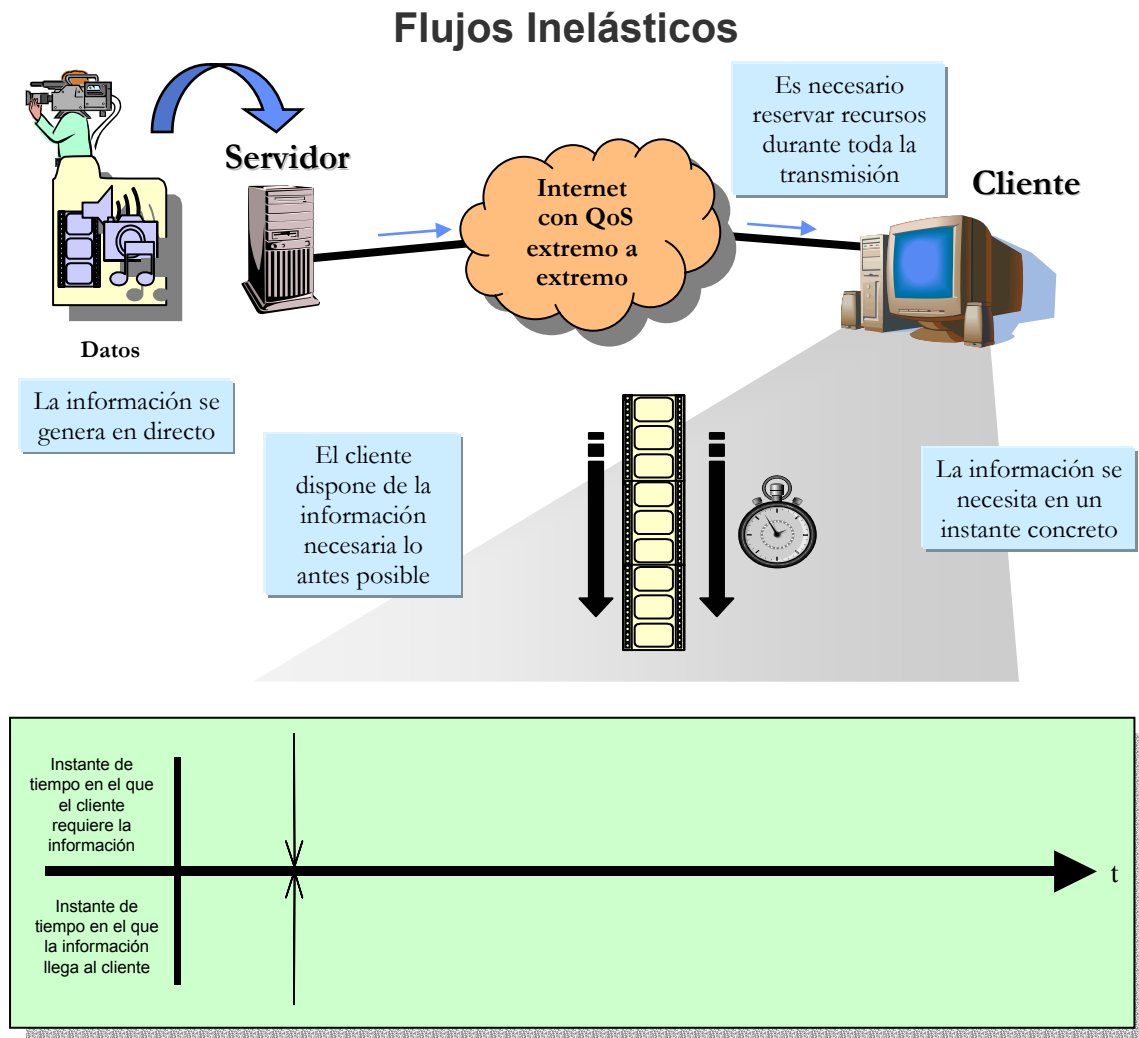 Flujos Inelásticos
Es necesario
reservar recursos
durante toda la
transmisión
Servidor
Cliente
Internet
con QoS
extremo a
extremo
Datos
La información se
genera en directo
El cliente
dispone de la
información
necesaria lo
antes posible
La información se
necesita en un
instante concreto
Instante de
tiempo en el que
el cliente
requiere la
información
t
Instante de
tiempo en el que
la información
llega al cliente